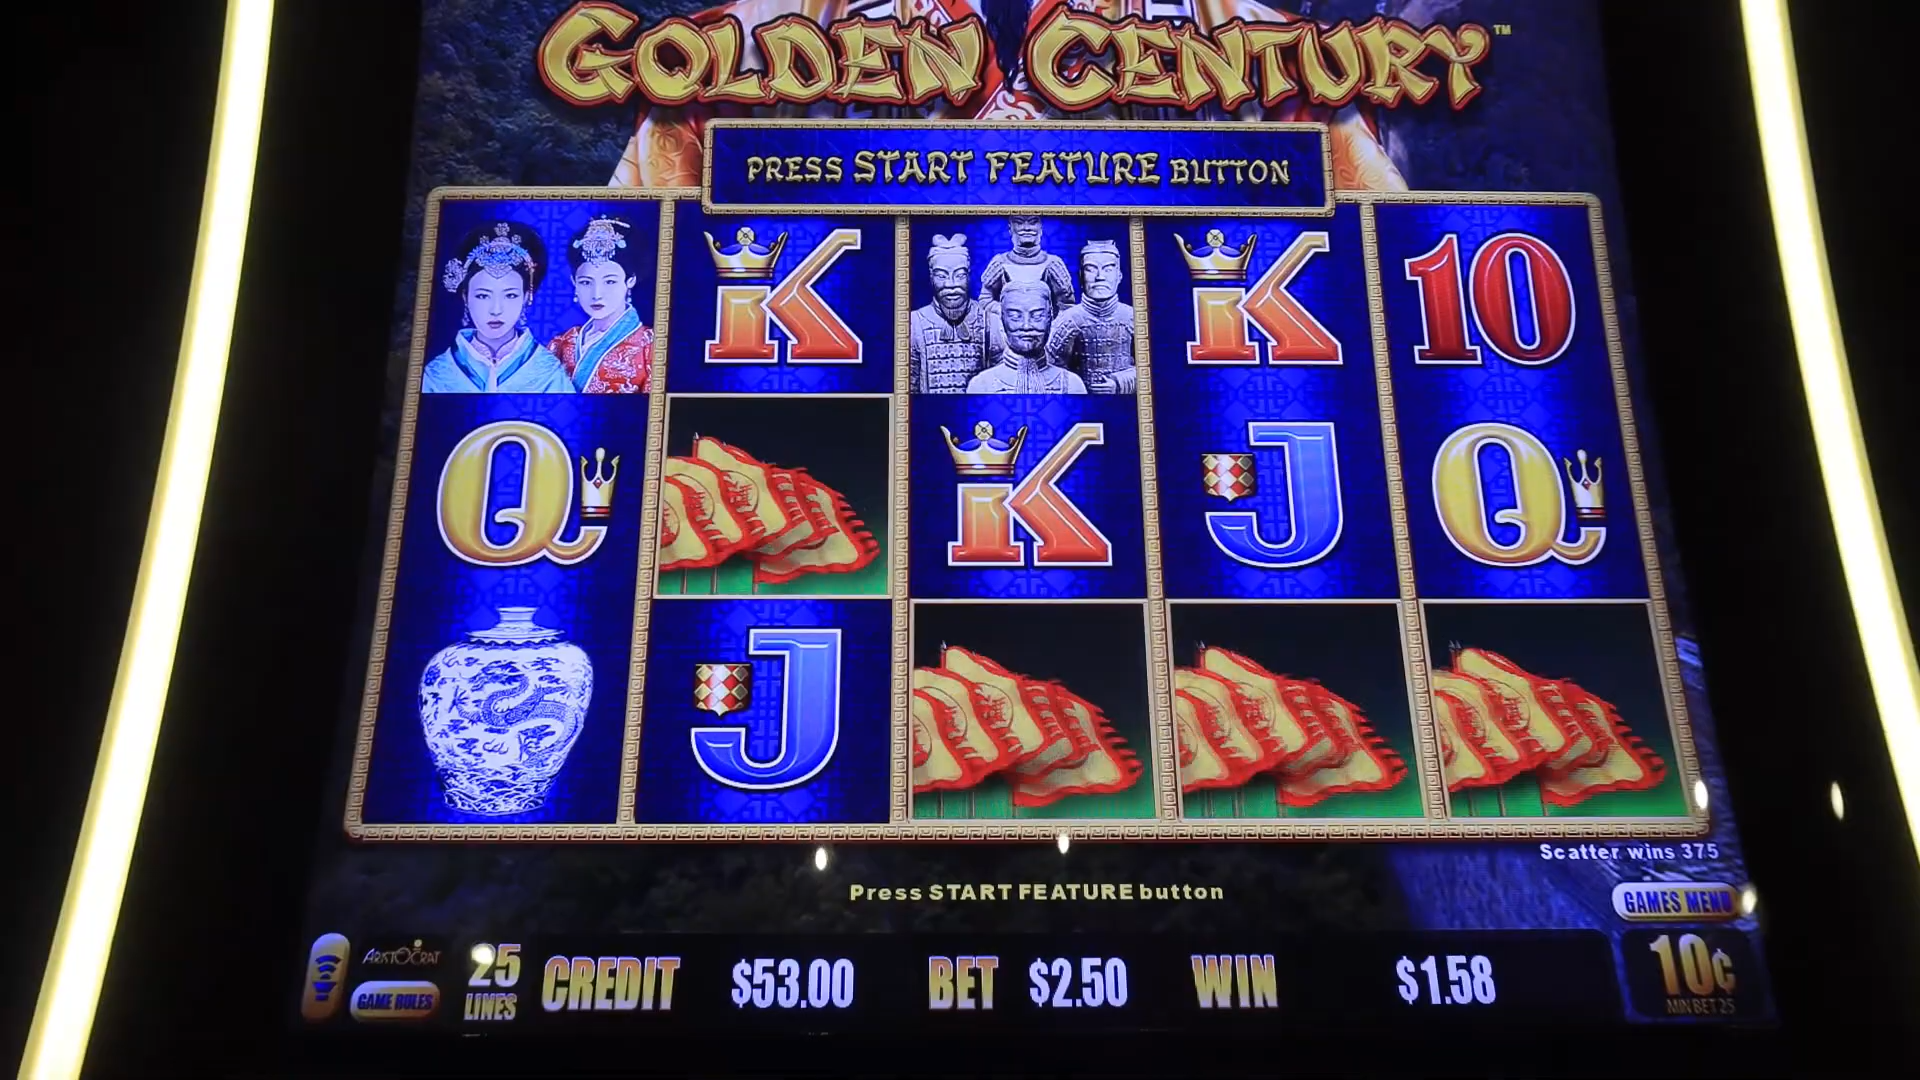 GOLDEN CENTURY™
PRESS START FEATURE BUTTON
K
K
10
Q
K
J
Q
J
Scatter wins 375
Press START FEATURE button
GAMES MENU
ARISTOCRAT
GAME RULES
25
LINES
CREDIT $53.00
BET $2.50
WIN $1.58
10¢
MIN BET 25